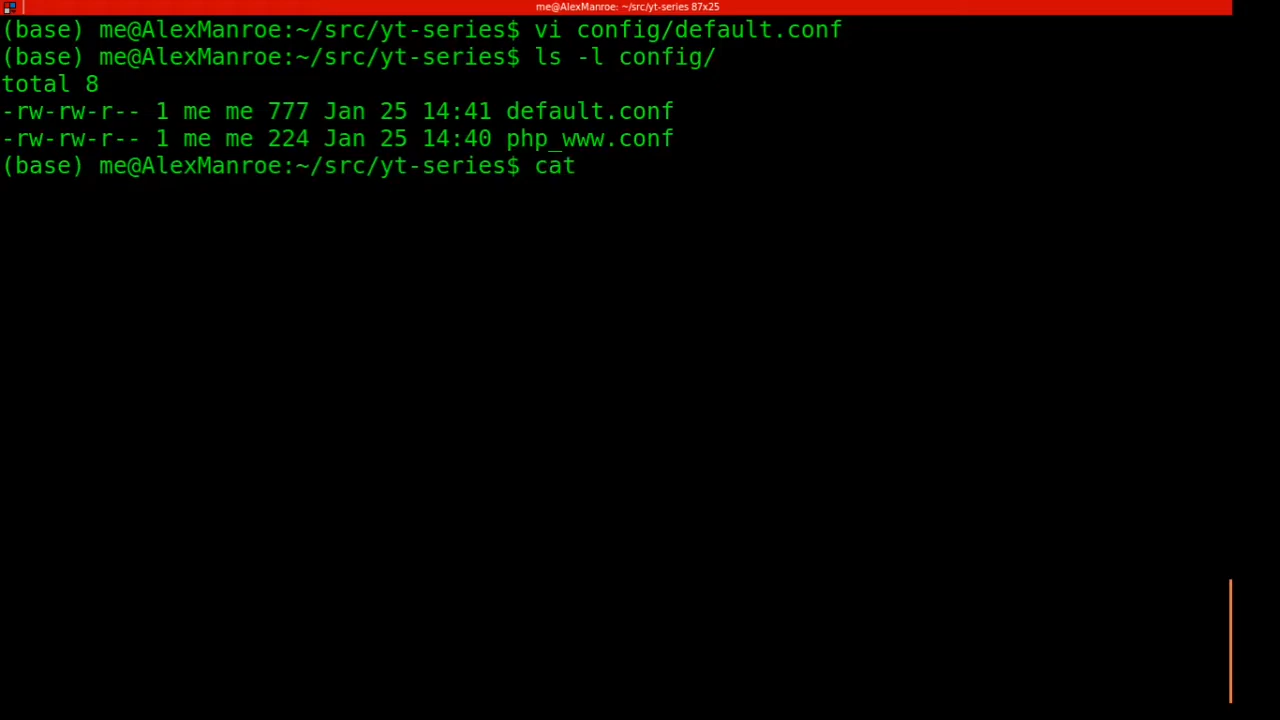 me@AlexManroe: ~/src/yt-series 87x25
(base) me@AlexManroe:~/src/yt-series$ vi config/default.conf
(base) me@AlexManroe:~/src/yt-series$ ls -l config/
total 8
-rw-rw-r-- 1 me me 777 Jan 25 14:41 default.conf
-rw-rw-r-- 1 me me 224 Jan 25 14:40 php_www.conf
(base) me@AlexManroe:~/src/yt-series$ cat